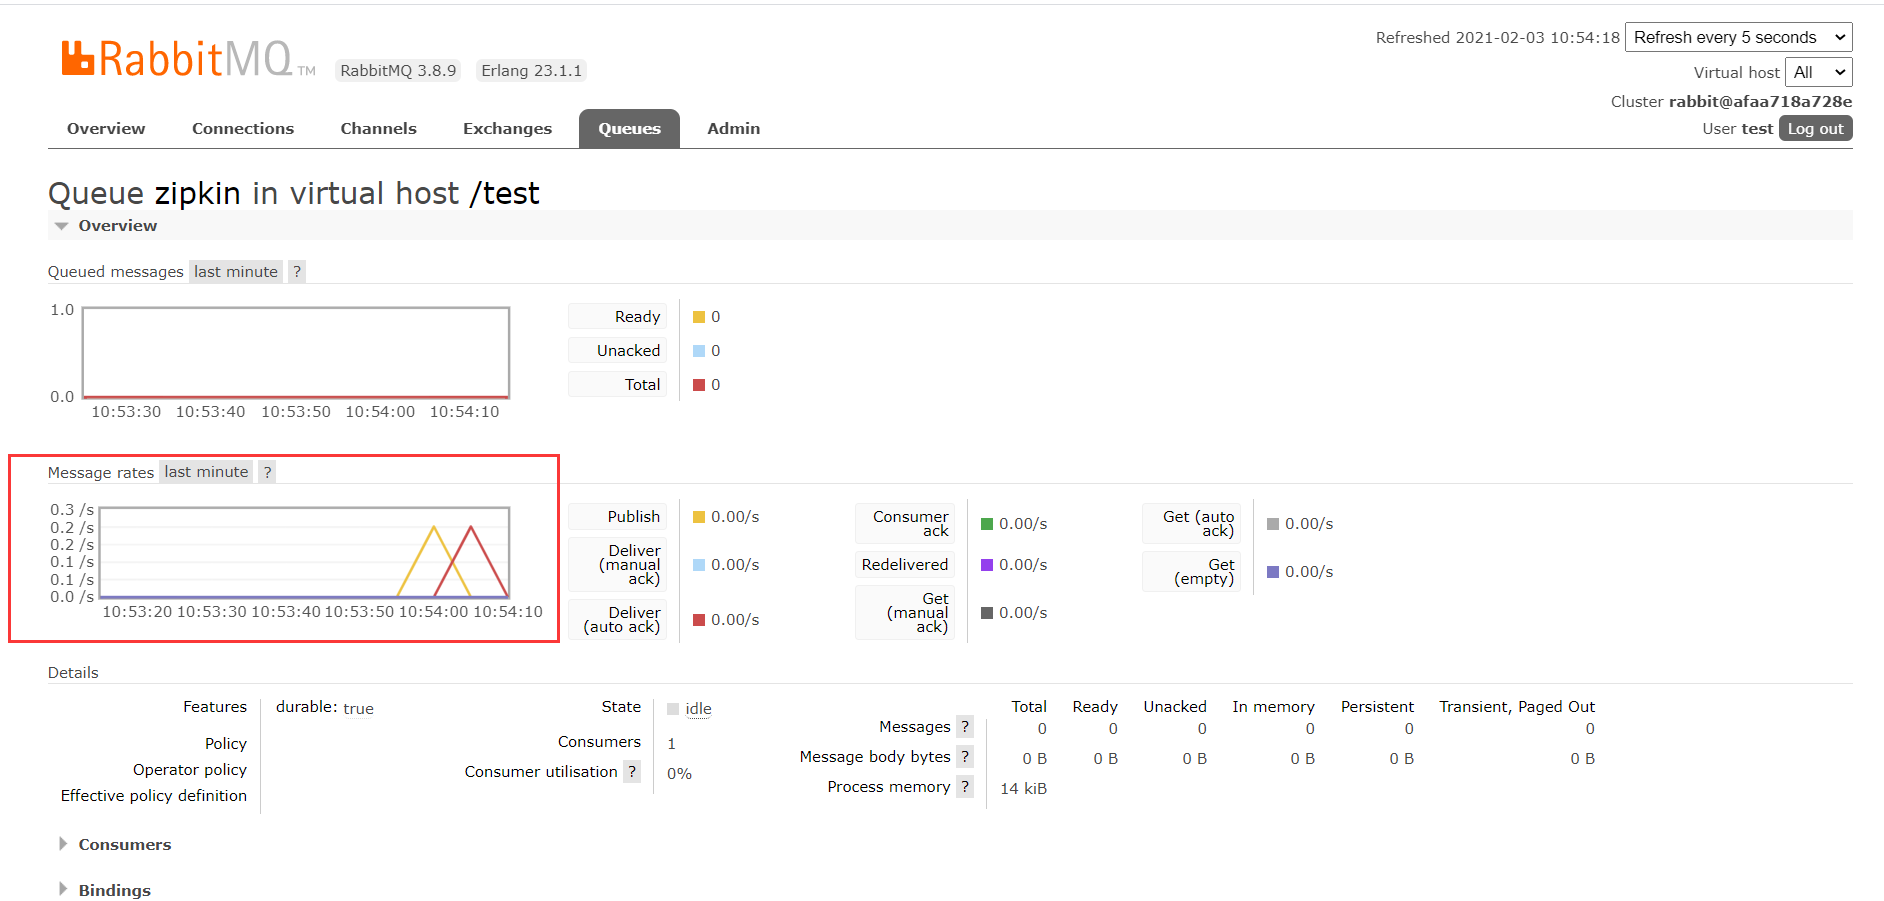 RabbitMQ TM RabbitMQ 3.8.9 Erlang 23.1.1
Refreshed 2021-02-03 10:54:18 Refresh every 5 seconds
Virtual host All
Cluster rabbit@afaa718a728e
User test Log out
Overview Connections Channels Exchanges Queues Admin
Queue zipkin in virtual host /test
Overview
Queued messages last minute ?
1.0
0.0
10:53:30 10:53:40 10:53:50 10:54:00 10:54:10
Ready 0
Unacked 0
Total 0
Message rates last minute ?
0.3 /s
0.2 /s
0.2 /s
0.1 /s
0.1 /s
0.0 /s
10:53:20 10:53:30 10:53:40 10:53:50 10:54:00 10:54:10
Publish 0.00/s
Deliver
(manual 0.00/s
ack)
Deliver
(auto ack) 0.00/s
Consumer
ack 0.00/s
Redelivered 0.00/s
Get
(manual 0.00/s
ack)
Get (auto
ack) 0.00/s
Get
(empty) 0.00/s
Details
Features durable: true
Policy
Operator policy
Effective policy definition
State idle
Consumers 1
Consumer utilisation ? 0%
Total Ready Unacked In memory Persistent Transient, Paged Out
Messages ? 0 0 0 0 0 0
Message body bytes ? 0 B 0 B 0 B 0 B 0 B 0 B
Process memory ? 14 kiB
Consumers
Bindings